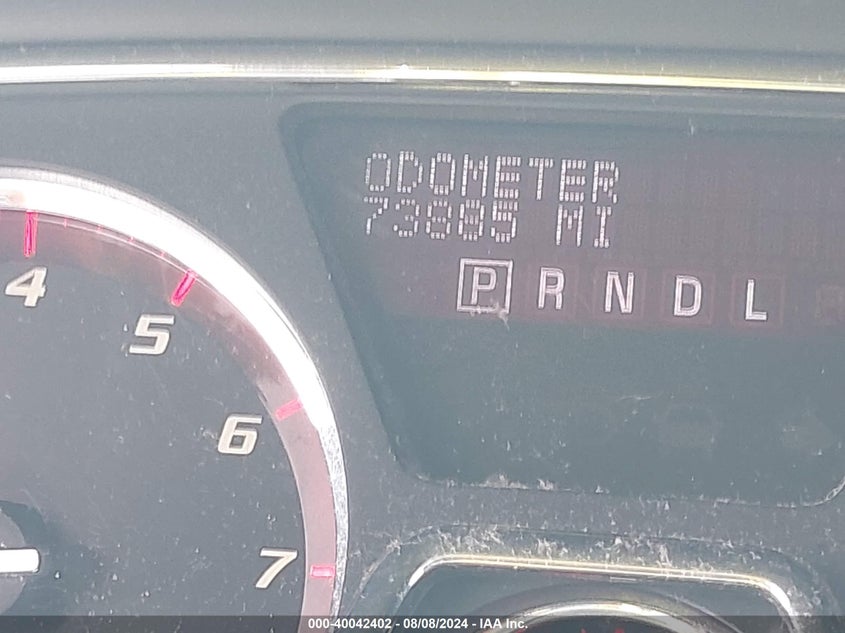 ODOMETER
73885 MI
P R N D L
4
5
6
7
000-40042402 - 08/08/2024 - IAA Inc.